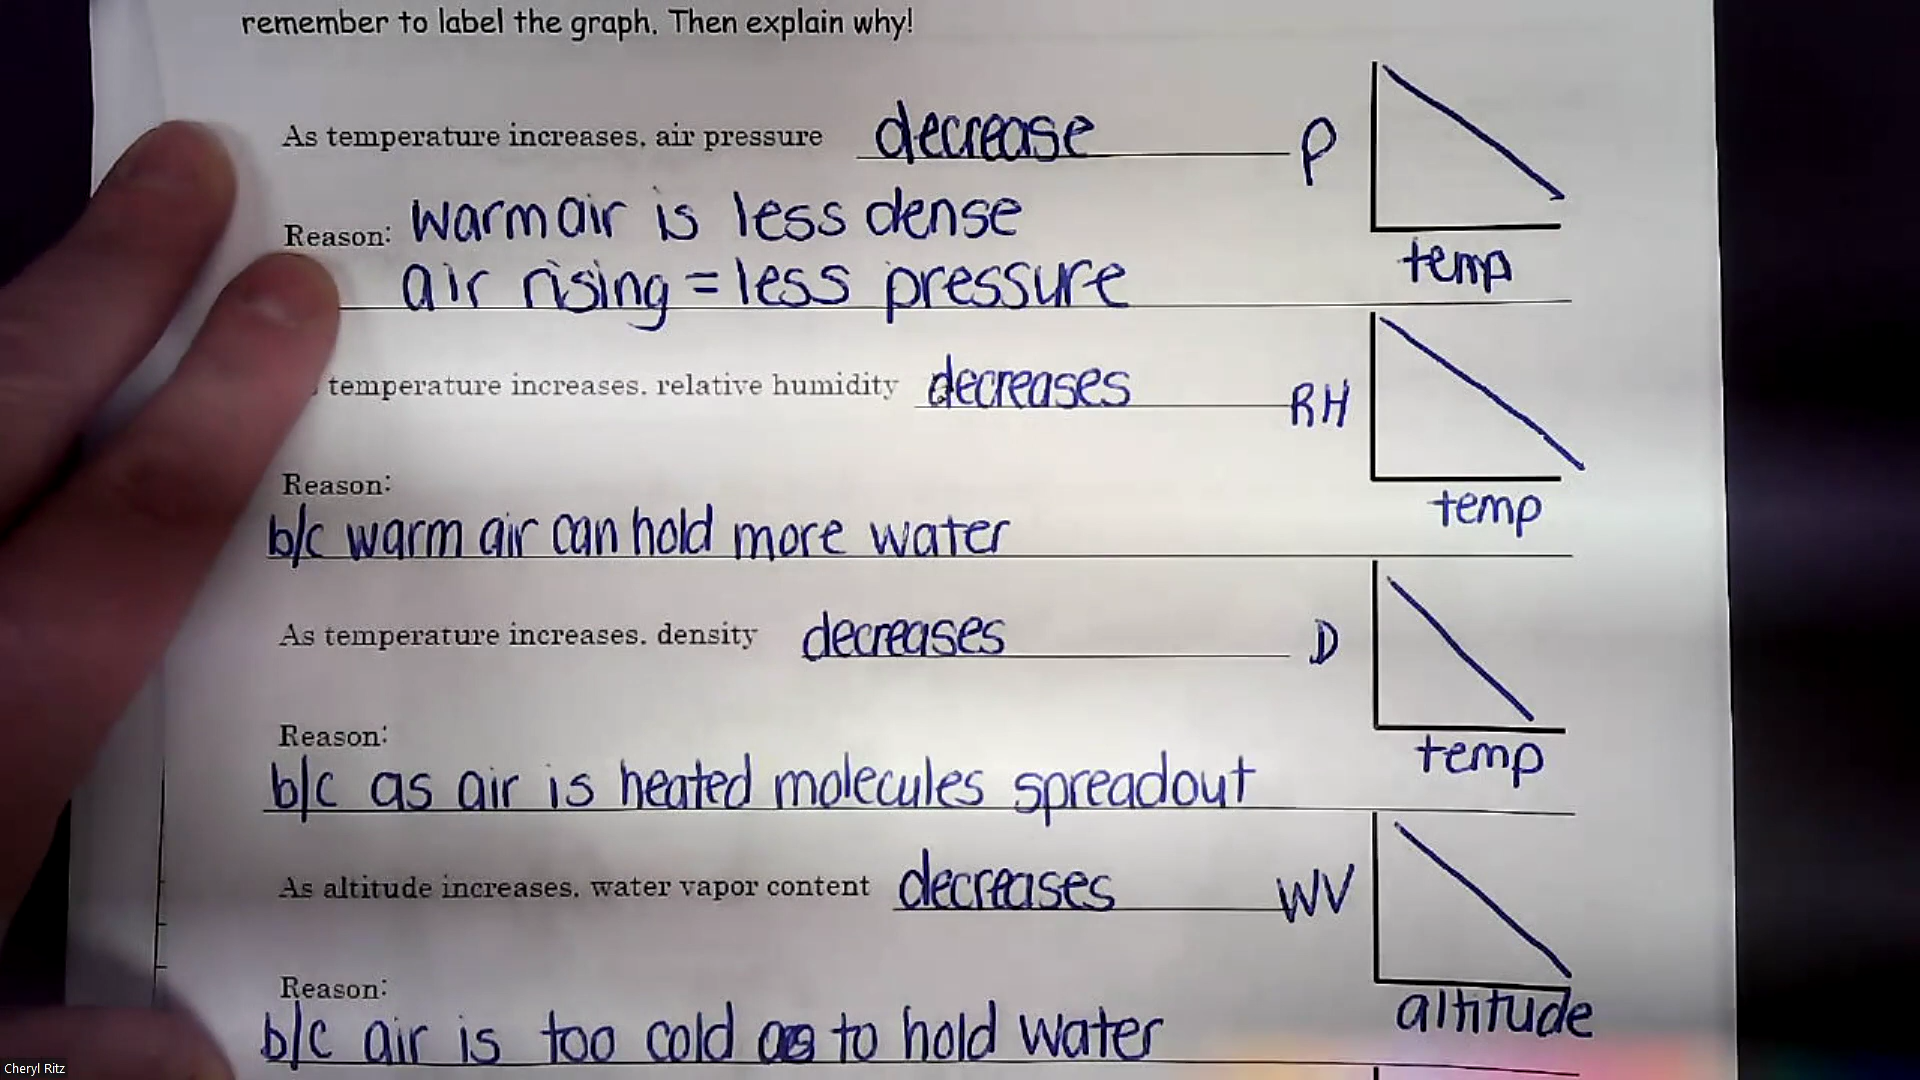 remember to label the graph. Then explain why!
As temperature increases, air pressure decrease
P
temp
Reason: warm air is less dense
air rising = less pressure
temperature increases, relative humidity decreases
RH
temp
Reason:
b/c warm air can hold more water
As temperature increases, density decreases
D
temp
Reason:
b/c as air is heated molecules spreadout
As altitude increases, water vapor content decreases
WV
altitude
Reason:
b/c air is too cold to hold water
Cheryl Ritz